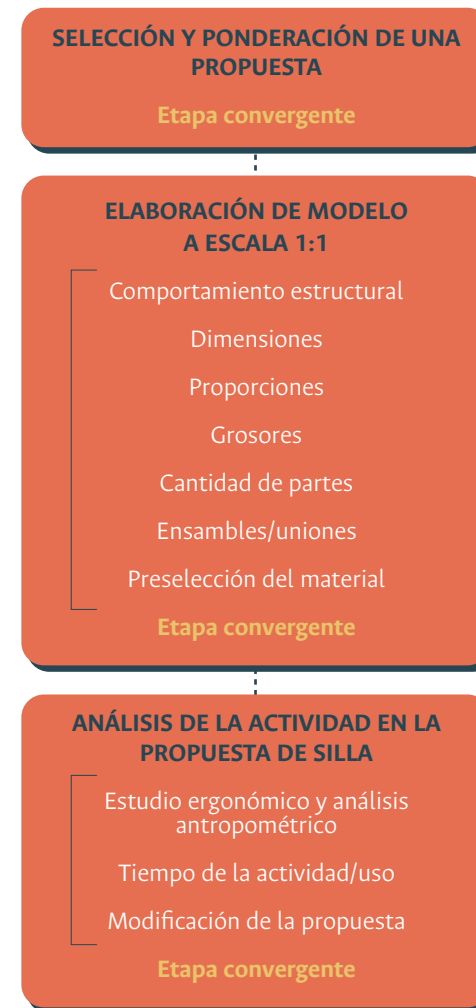 SELECCIÓN Y PONDERACIÓN DE UNA
PROPUESTA
Etapa convergente
ELABORACIÓN DE MODELO
A ESCALA 1:1
Comportamiento estructural
Dimensiones
Proporciones
Grosores
Cantidad de partes
Ensambles/uniones
Preselección del material
Etapa convergente
ANÁLISIS DE LA ACTIVIDAD EN LA
PROPUESTA DE SILLA
Estudio ergonómico y análisis
antropométrico
Tiempo de la actividad/uso
Modificación de la propuesta
Etapa convergente